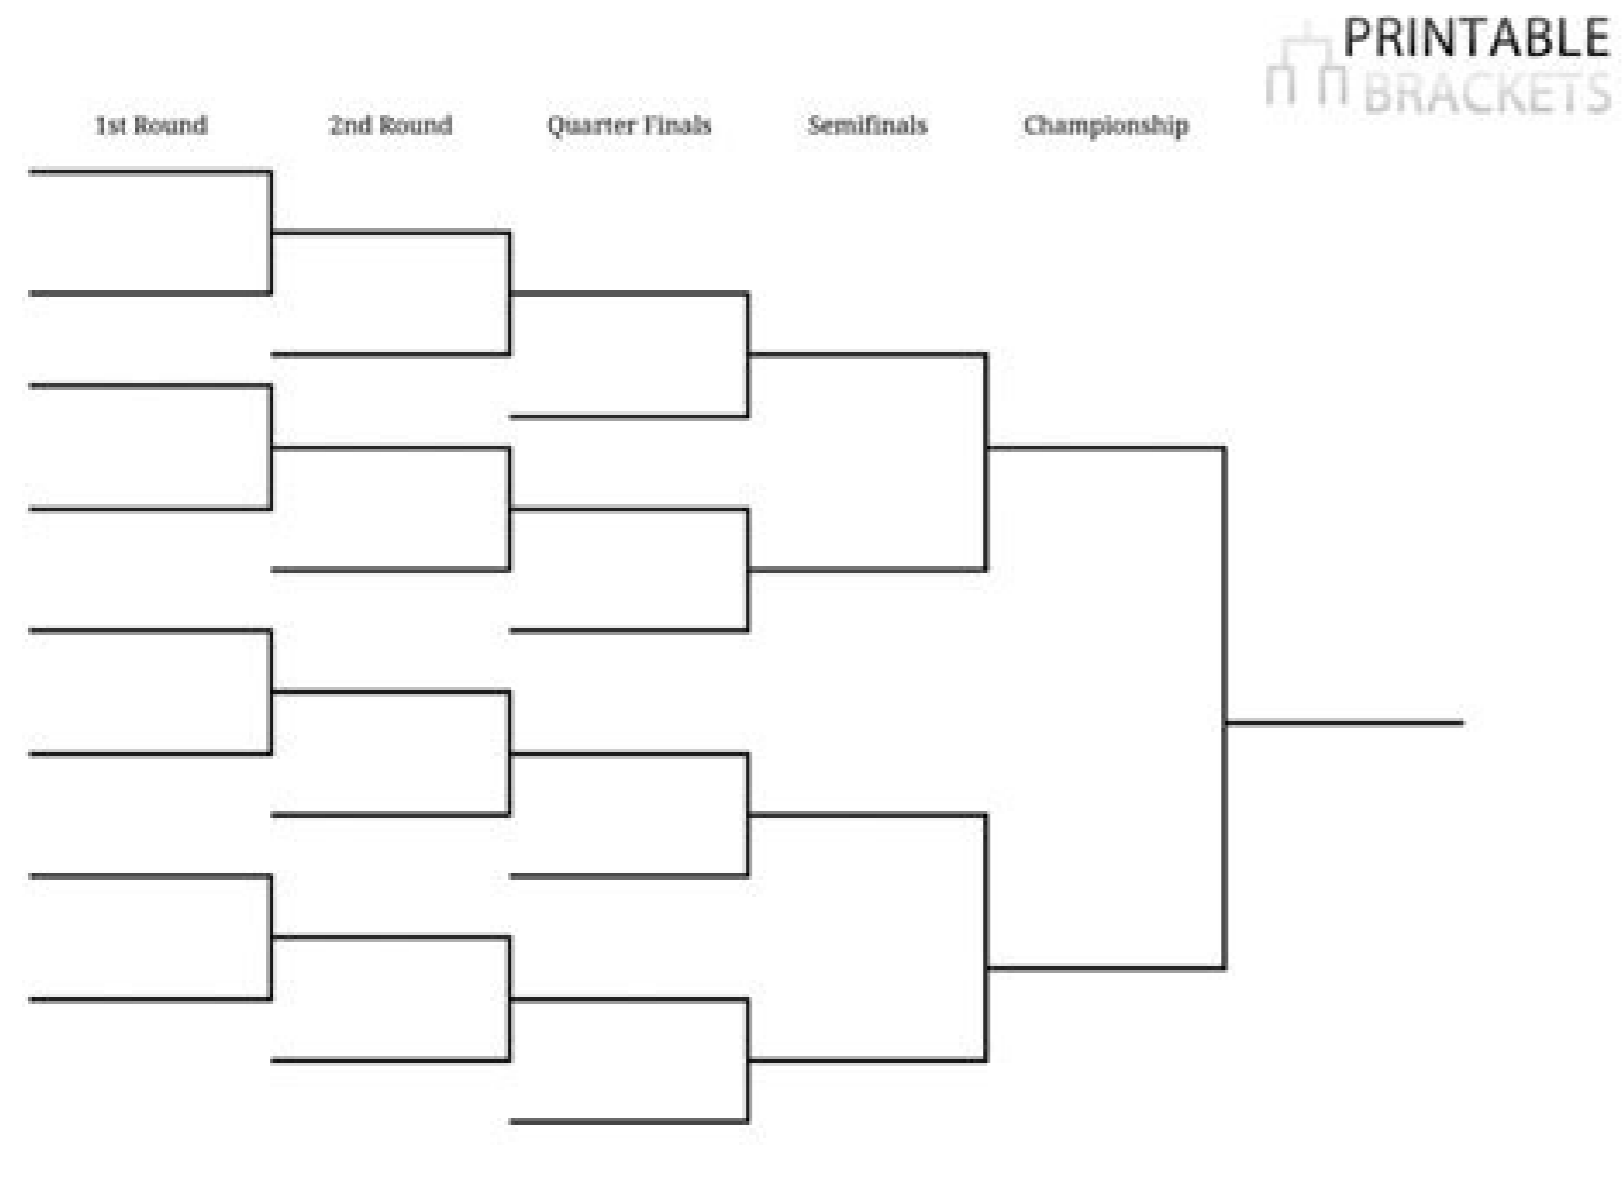 PRINTABLE
BRACKETS
1st Round 2nd Round Quarter Finals Semifinals Championship